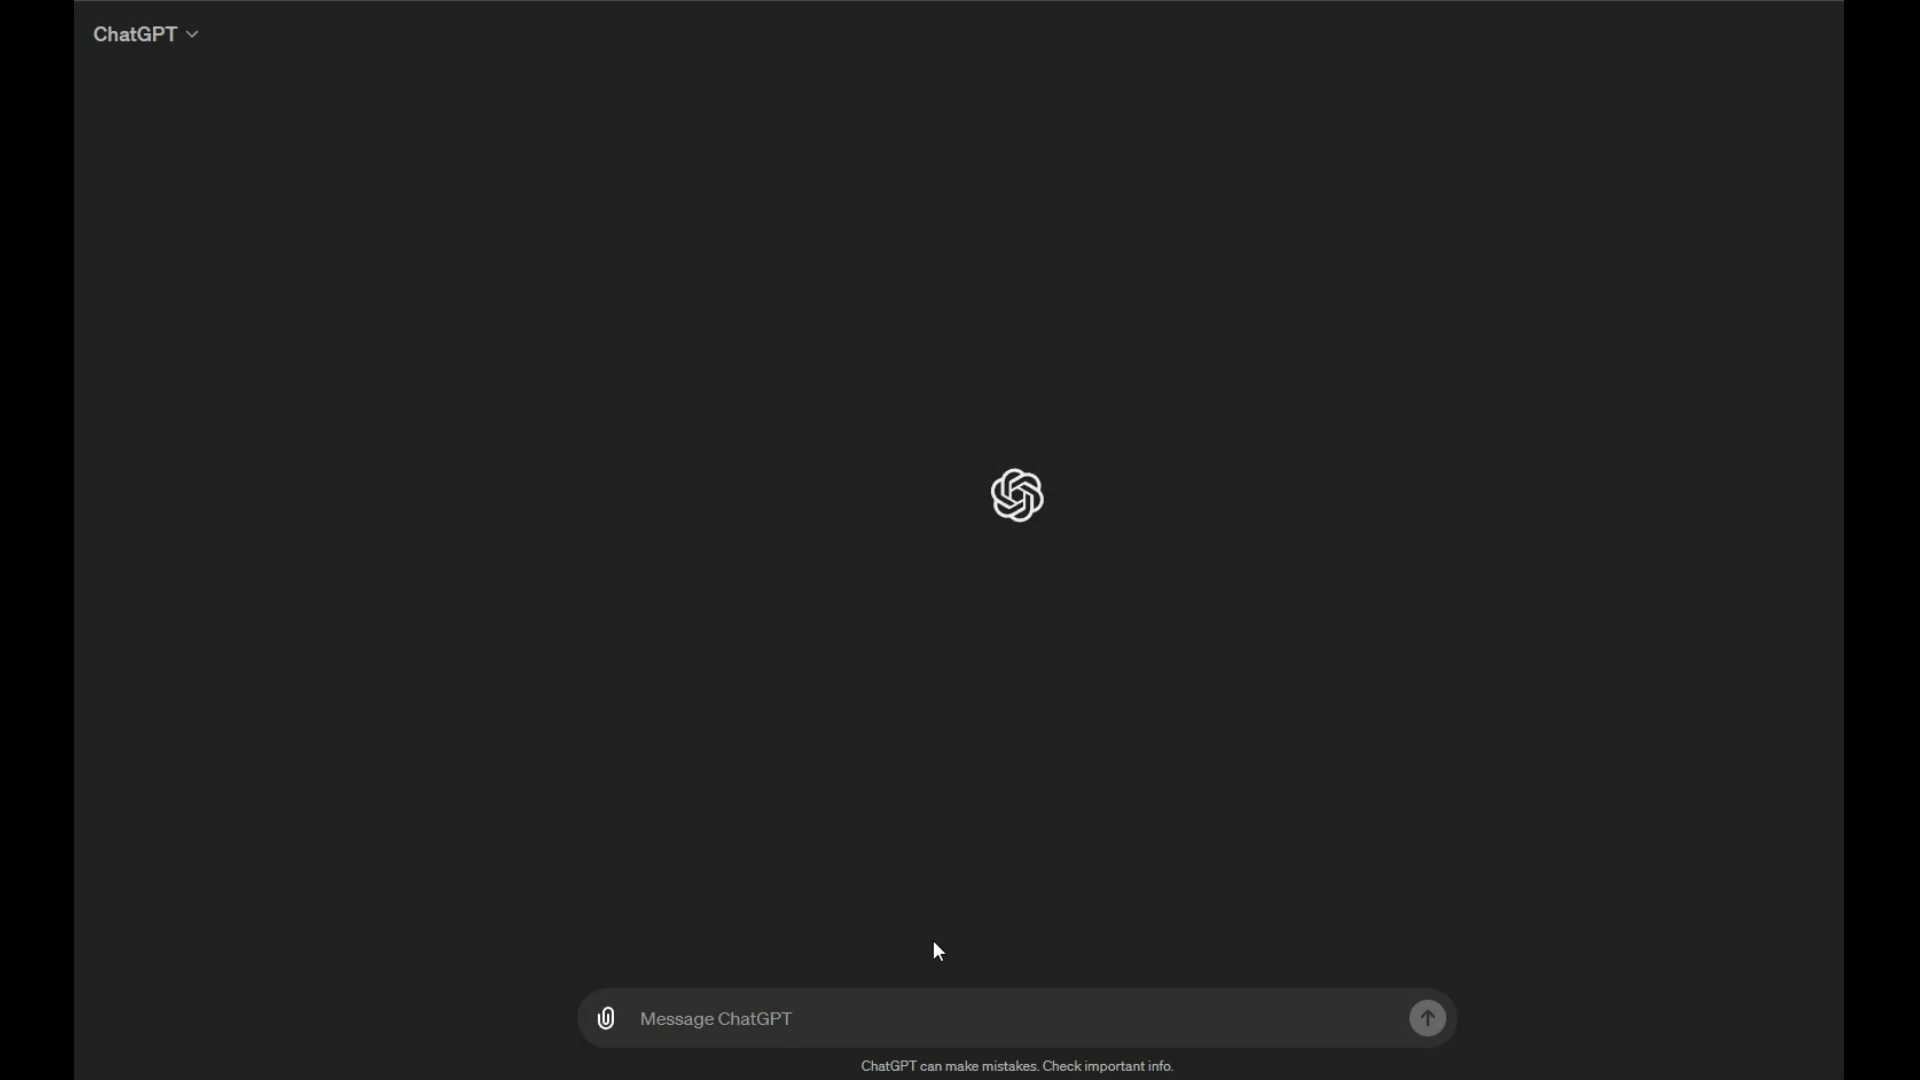 ChatGPT
Message ChatGPT
ChatGPT can make mistakes. Check important info.